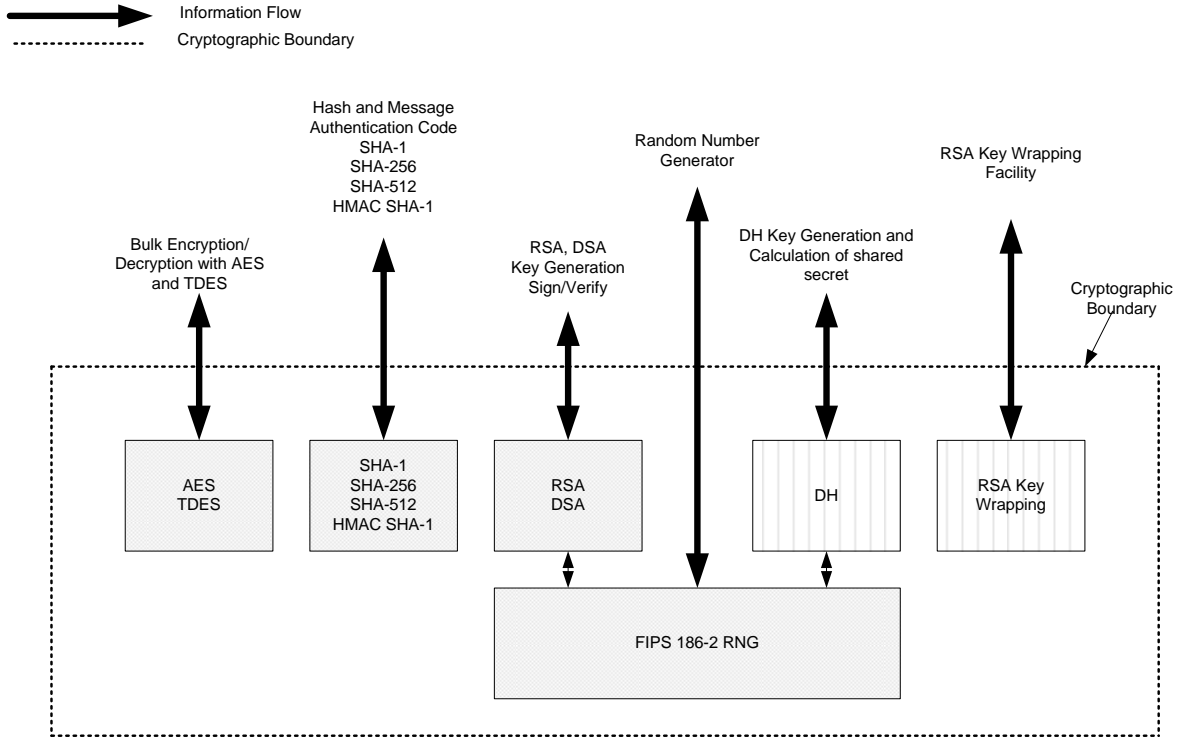 Information Flow
Cryptographic Boundary
Hash and Message
Authentication Code
SHA-1
SHA-256
SHA-512
HMAC SHA-1
Random Number
Generator
RSA Key Wrapping
Facility
Bulk Encryption/
Decryption with AES
and TDES
RSA, DSA
Key Generation
Sign/Verify
DH Key Generation and
Calculation of shared
secret
Cryptographic
Boundary
AES
TDES
SHA-1
SHA-256
SHA-512
HMAC SHA-1
RSA
DSA
DH
RSA Key
Wrapping
FIPS 186-2 RNG